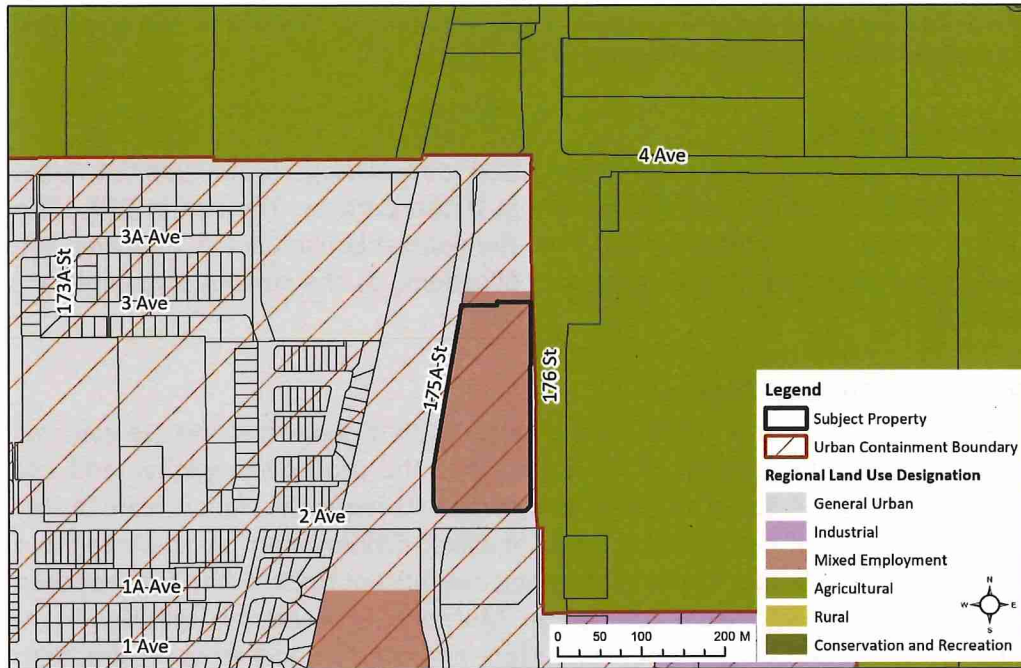 4 Ave
3A Ave
173A St
3 Ave
175A St
176 St
2 Ave
1A Ave
1 Ave
Legend
Subject Property
Urban Containment Boundary
Regional Land Use Designation
General Urban
Industrial
Mixed Employment
Agricultural
Rural
Conservation and Recreation
N
W E
S
0 50 100 200 M